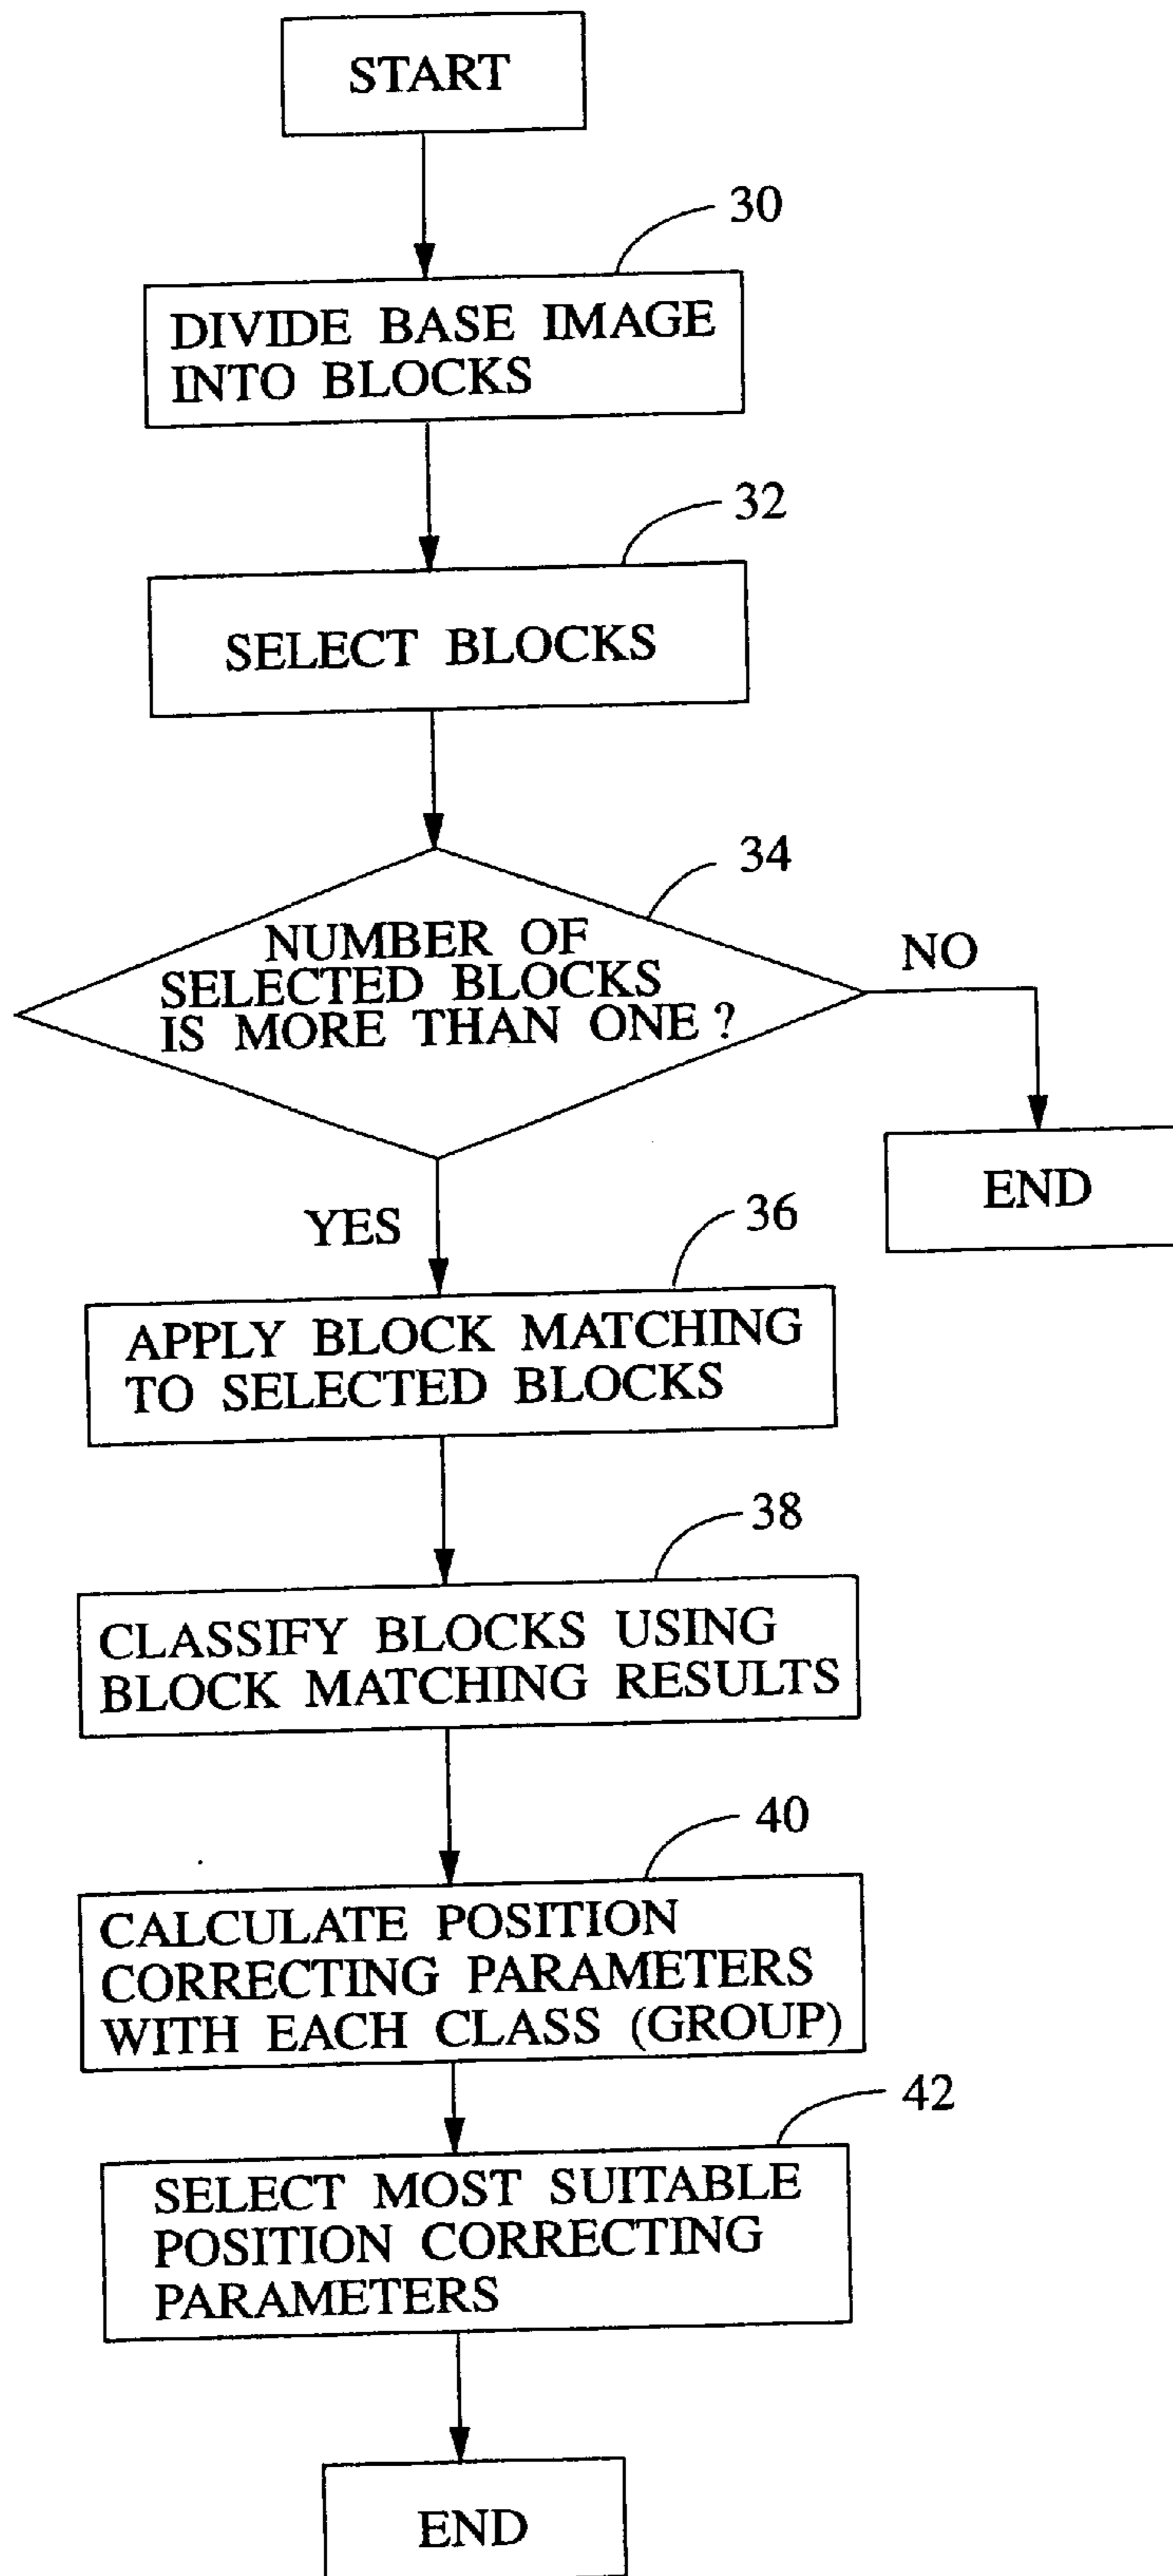 START
30
DIVIDE BASE IMAGE
INTO BLOCKS
32
SELECT BLOCKS
34
NUMBER OF
SELECTED BLOCKS
IS MORE THAN ONE ?
NO
END
YES
36
APPLY BLOCK MATCHING
TO SELECTED BLOCKS
38
CLASSIFY BLOCKS USING
BLOCK MATCHING RESULTS
40
CALCULATE POSITION
CORRECTING PARAMETERS
WITH EACH CLASS (GROUP)
42
SELECT MOST SUITABLE
POSITION CORRECTING
PARAMETERS
END